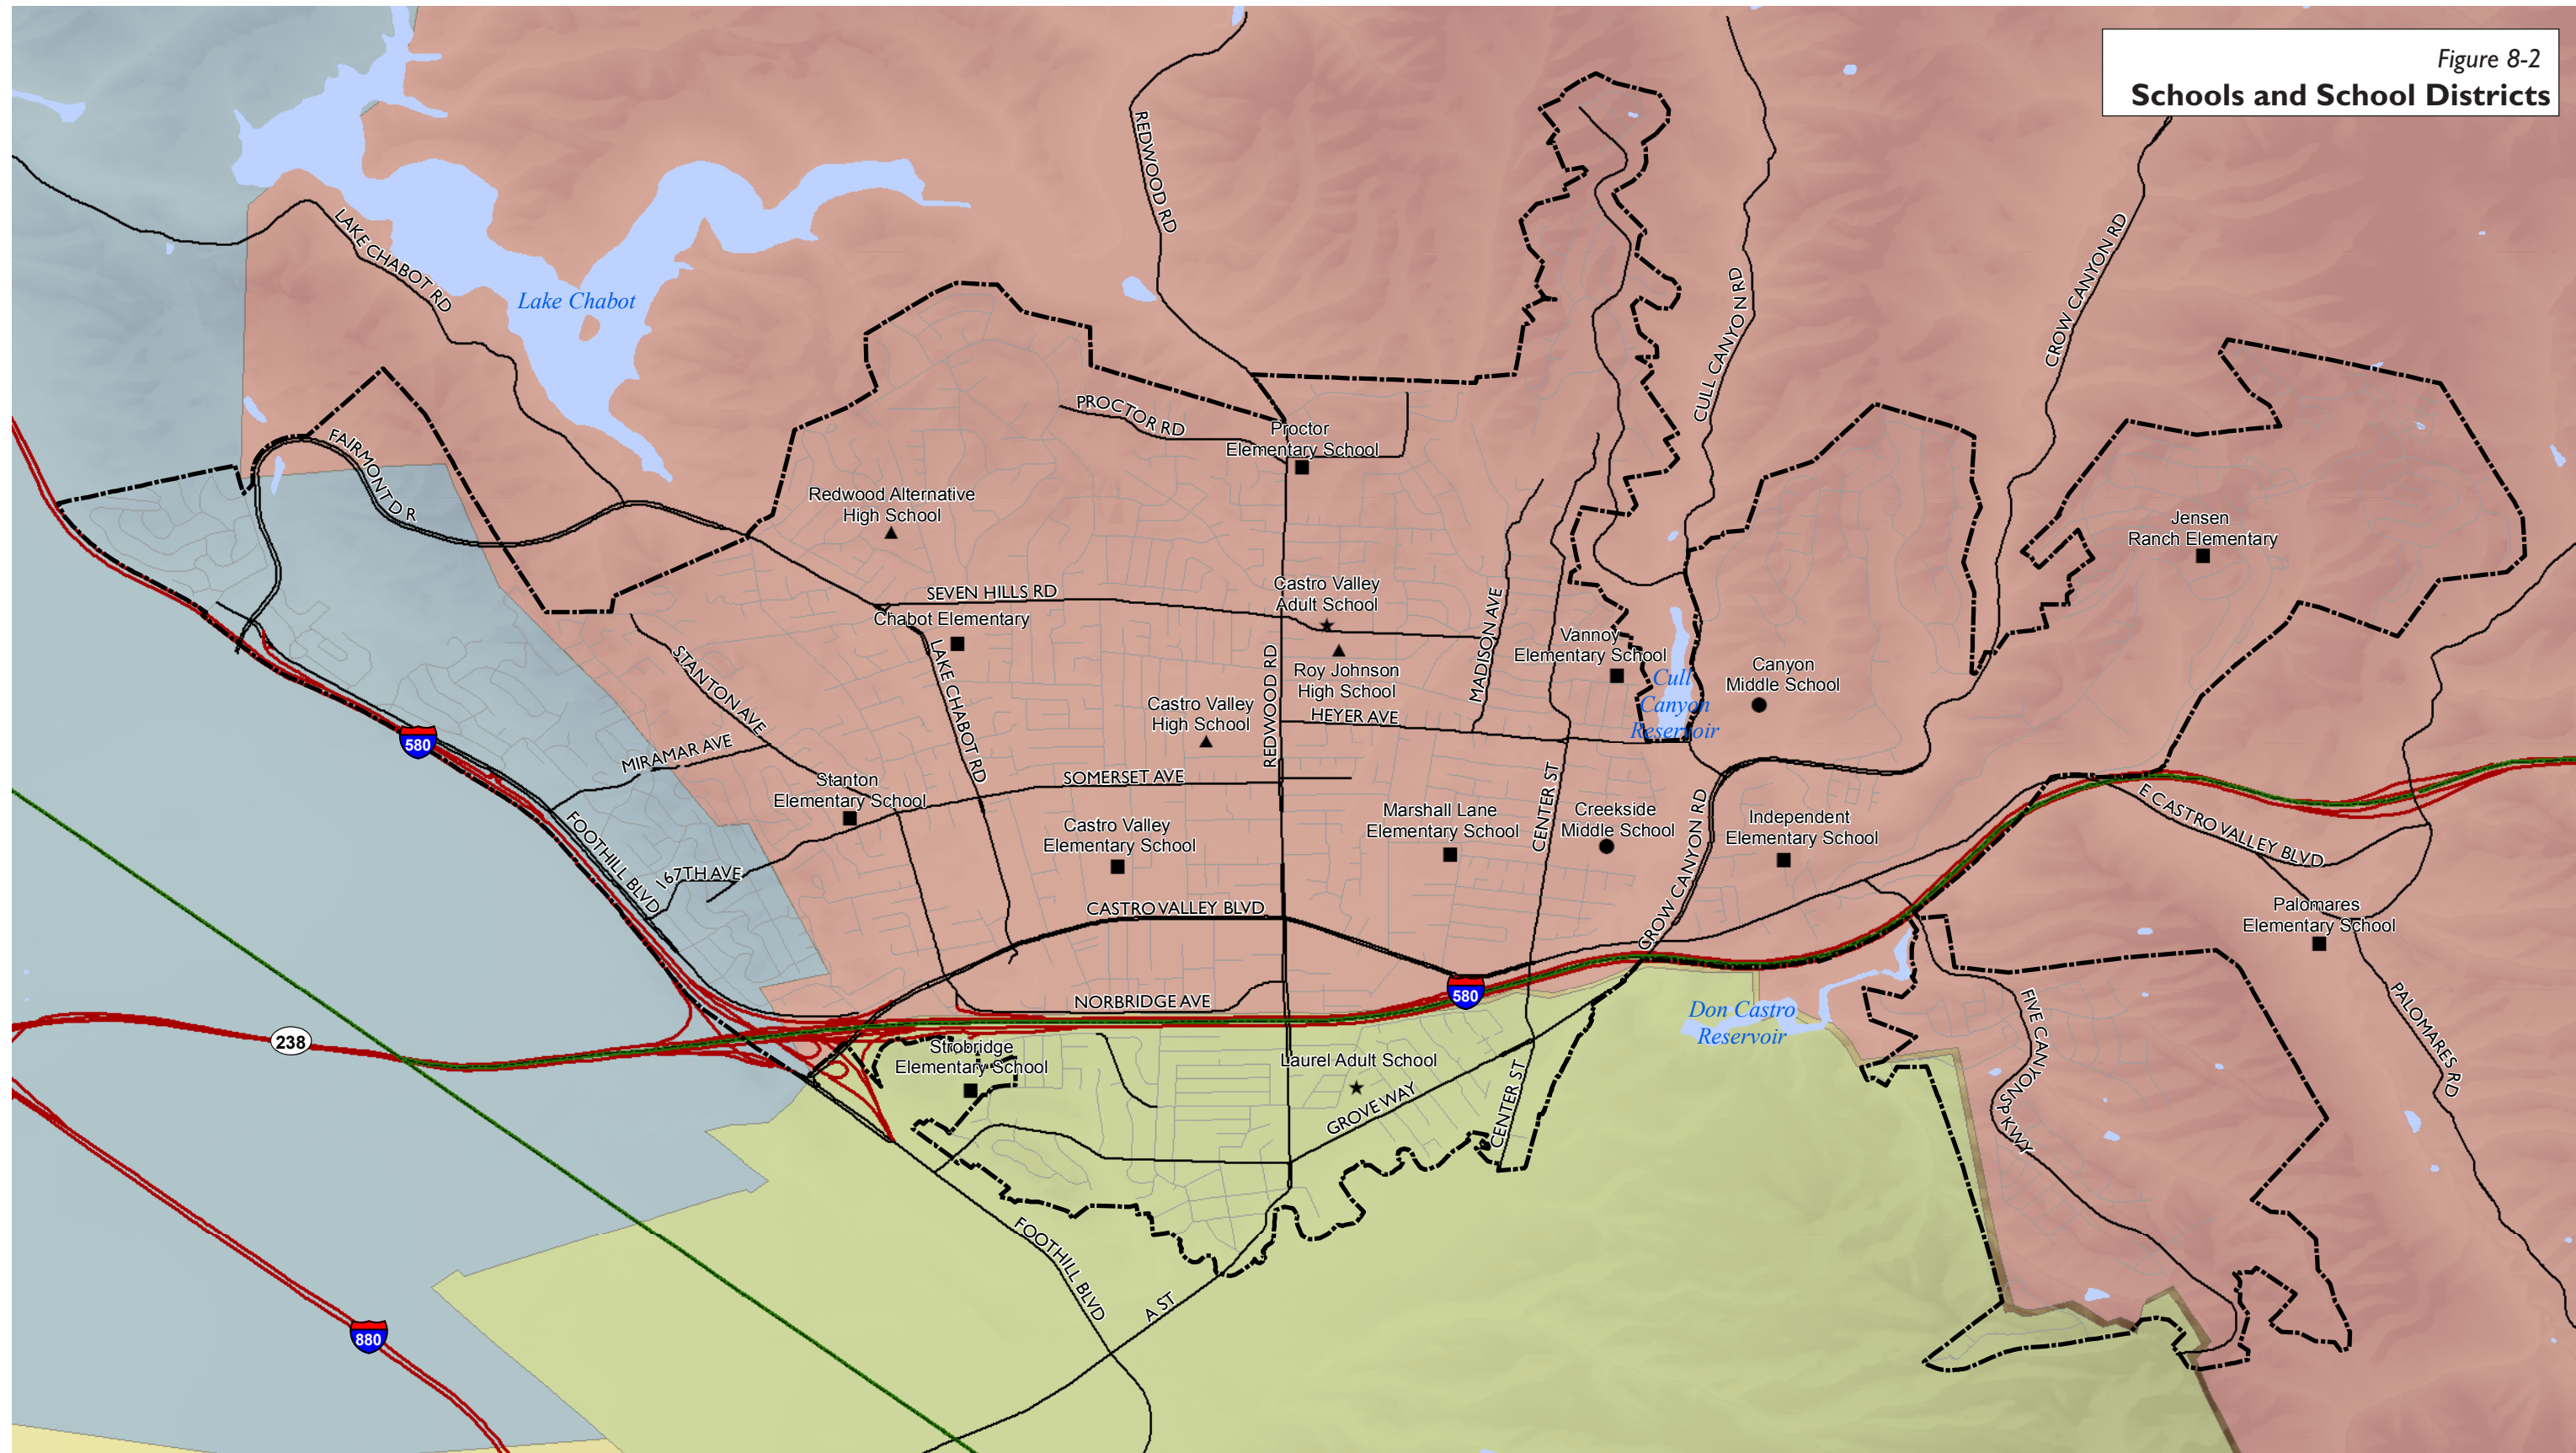 Figure 8-2
Schools and School Districts
REDWOOD RD
LAKE CHABOT RD
Lake Chabot
CULL CANYON RD
CROW CANYON RD
PROCTOR RD
Proctor
Elementary School
FAIRMONT DR
Redwood Alternative
High School
Jensen
Ranch Elementary
SEVEN HILLS RD
Chabot Elementary
Castro Valley
Adult School
MADISON AVE
Vannoy
Elementary School
Canyon
Middle School
Cull
Canyon
Reservoir
STANTON AVE
LAKE CHABOT RD
REDWOOD RD
Roy Johnson
High School
Castro Valley
High School
HEYER AVE
580
MIRAMAR AVE
Stanton
Elementary School
SOMERSET AVE
CENTER ST
Castro Valley
Elementary School
Marshall Lane
Elementary School
Creekside
Middle School
CROW CANYON RD
Independent
Elementary School
E CASTRO VALLEY BLVD
FOOTHILL BLVD
167TH AVE
CASTRO VALLEY BLVD
Palomares
Elementary School
NORBRIDGE AVE
580
Don Castro
Reservoir
FIVE CANYONS PKWY
PALOMARES RD
238
Strobridge
Elementary School
Laurel Adult School
GROVE WAY
CENTER ST
FOOTHILL BLVD
A ST
880